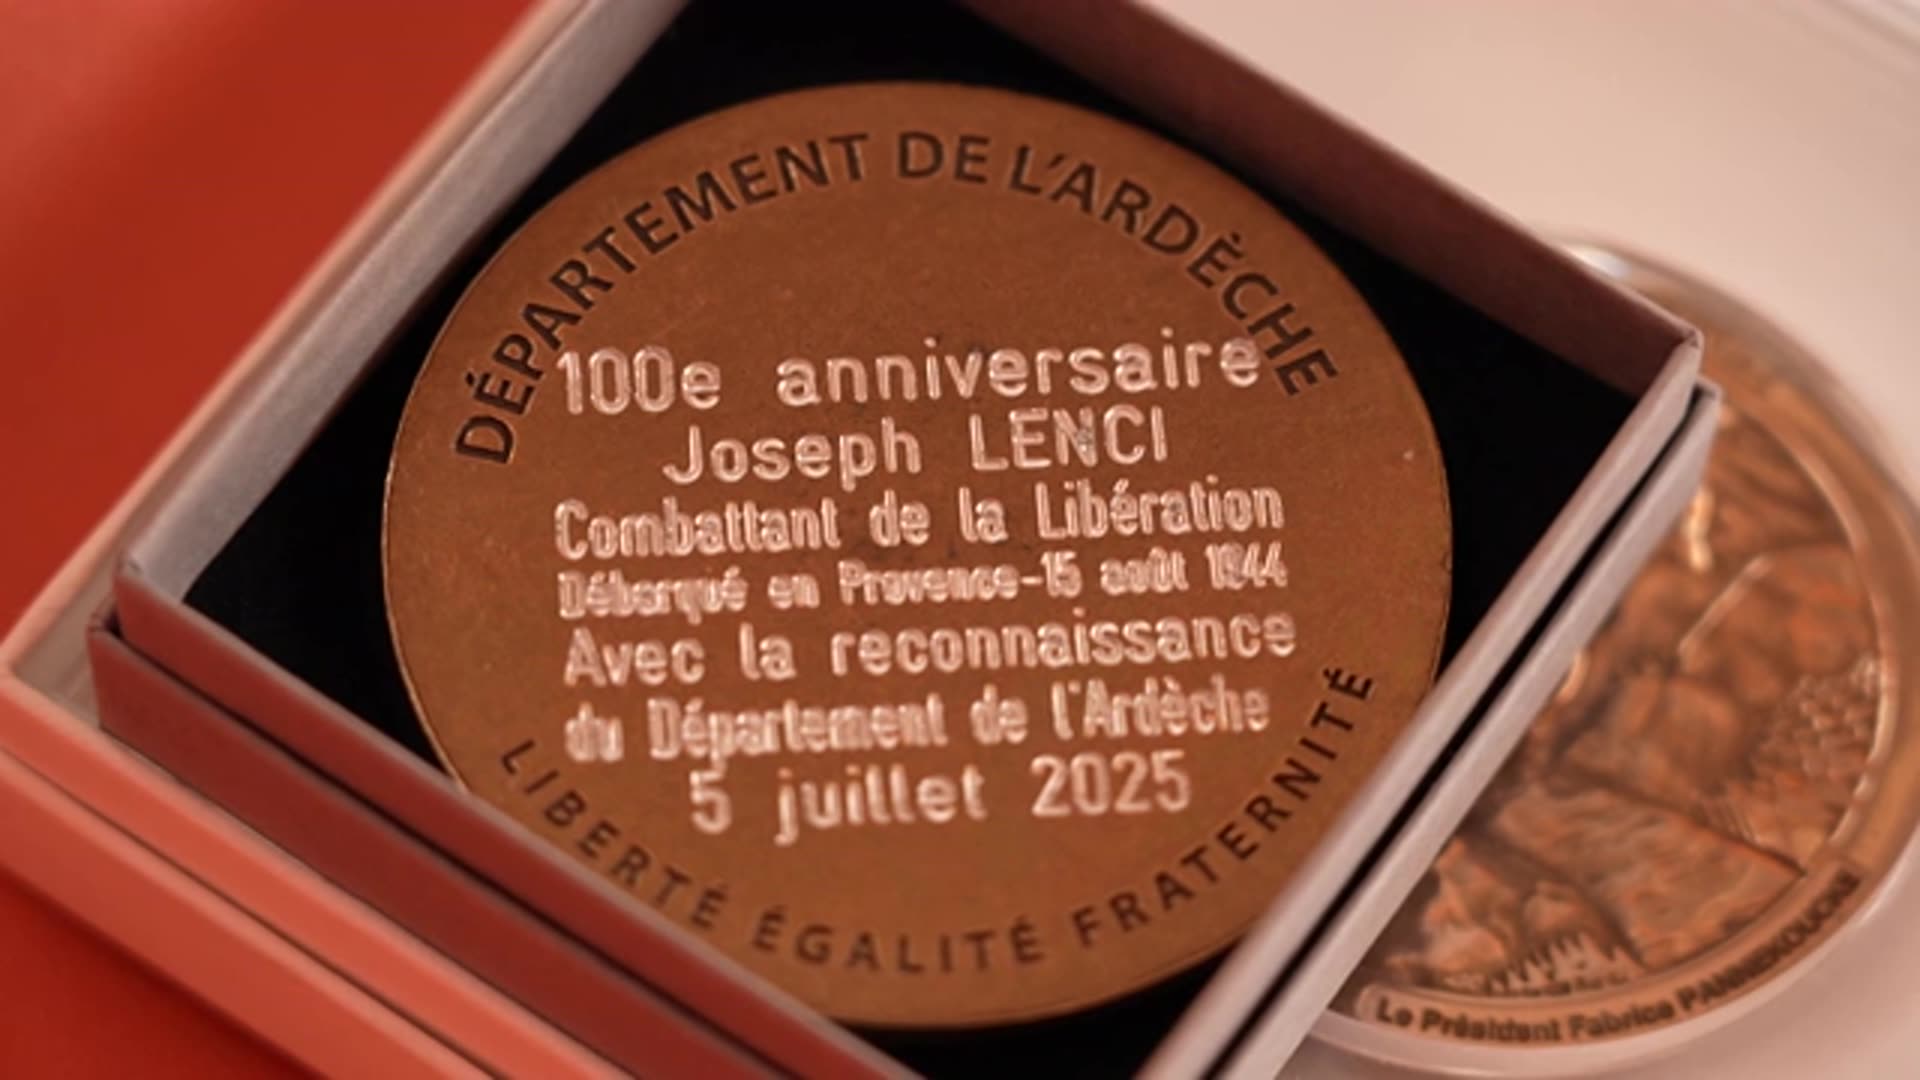 DÉPARTEMENT DE L'ARDÈCHE
100e anniversaire
Joseph LENCI
Combattant de la Libération
Débarqué en Provence-15 août 1944
Avec la reconnaissance
du Département de l'Ardèche
5 juillet 2025
LIBERTÉ ÉGALITÉ FRATERNITÉ
Le Président Fabrice PANNEKOUCKE